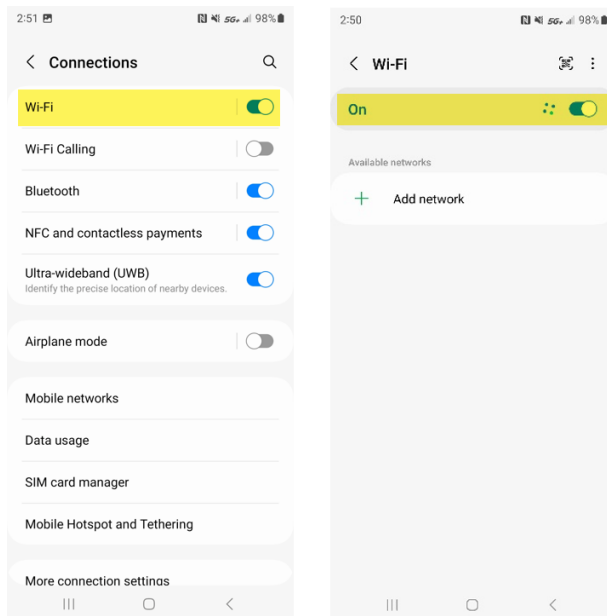 2:51 5G+ 98%
Connections
Wi-Fi
Wi-Fi Calling
Bluetooth
NFC and contactless payments
Ultra-wideband (UWB)
Identify the precise location of nearby devices.
Airplane mode
Mobile networks
Data usage
SIM card manager
Mobile Hotspot and Tethering
More connection settings
2:50 5G+ 98%
Wi-Fi
On
Available networks
Add network